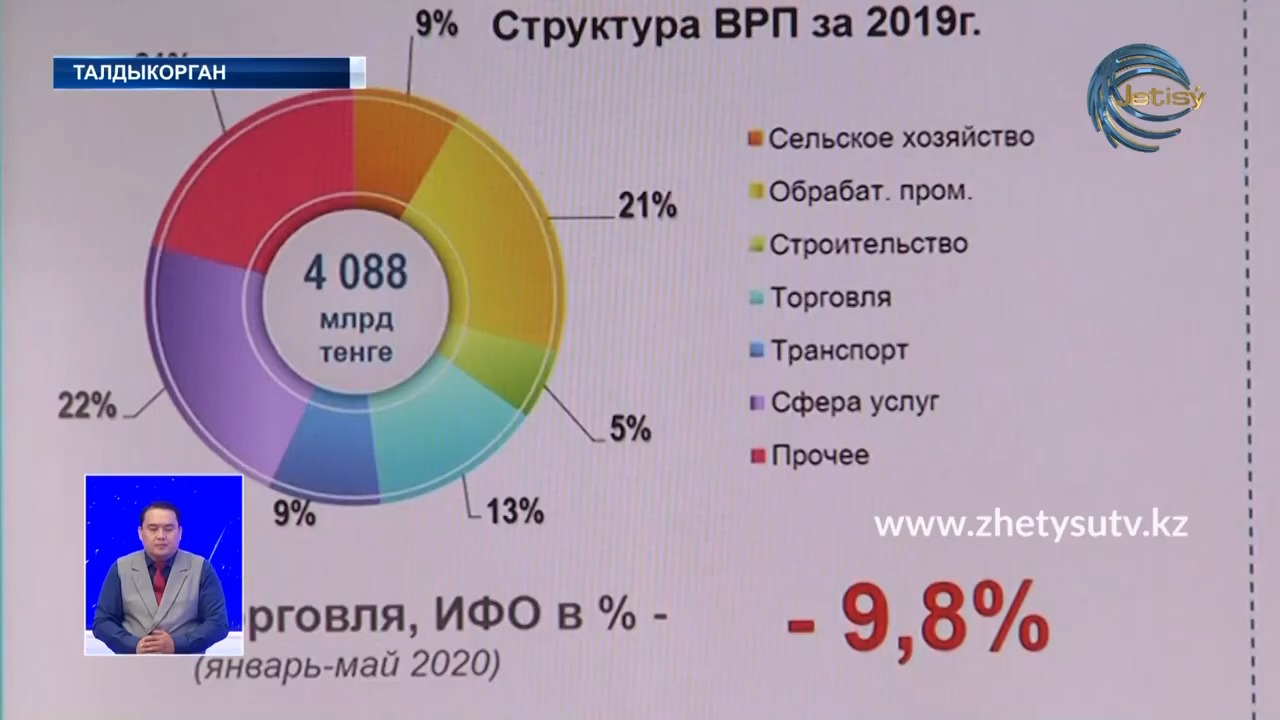 9%
Структура ВРП за 2019г.
ТАЛДЫКОРГАН
Jetisý
Сельское хозяйство
Обрабат. пром.
21%
Строительство
4 088
млрд
тенге
Торговля
Транспорт
22%
Сфера услуг
5%
Прочее
9%
13%
www.zhetysutv.kz
ИФО в % -
- 9,8%
(январь-май 2020)